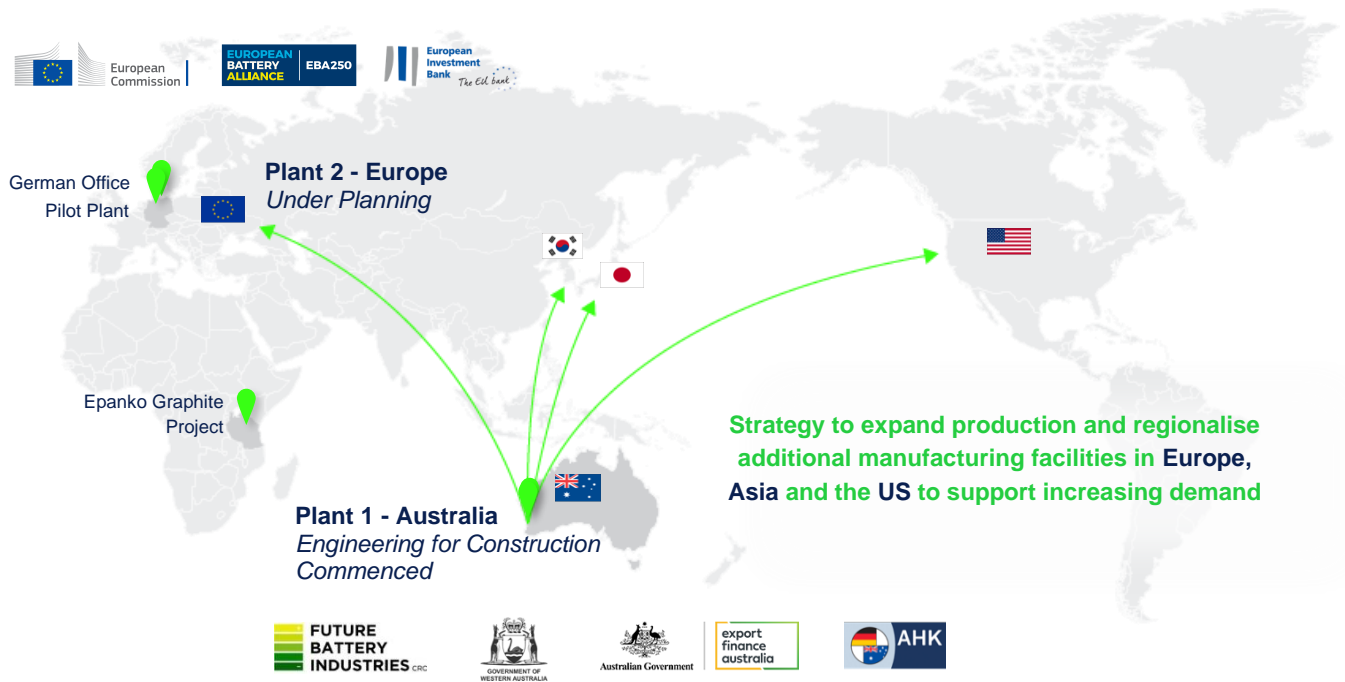 European
Commission
EUROPEAN
BATTERY
ALLIANCE
EBA250
European
Investment
Bank
The EU bank
German Office
Pilot Plant
Plant 2 - Europe
Under Planning
Epanko Graphite
Project
Strategy to expand production and regionalise
additional manufacturing facilities in Europe,
Asia and the US to support increasing demand
Plant 1 - Australia
Engineering for Construction
Commenced
FUTURE
BATTERY
INDUSTRIES CRC
GOVERNMENT OF
WESTERN AUSTRALIA
Australian Government
export
finance
australia
AHK